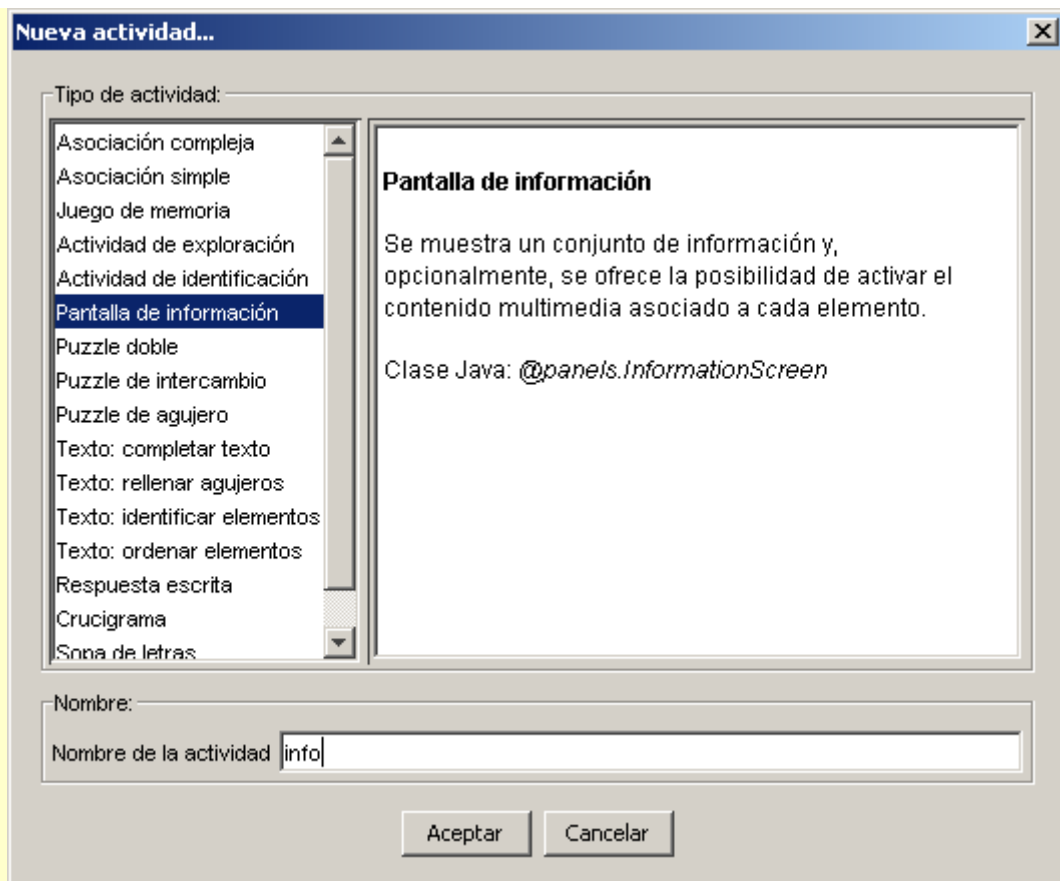 Nueva actividad...
Tipo de actividad:
Asociación compleja
Asociación simple
Juego de memoria
Actividad de exploración
Actividad de identificación
Pantalla de información
Puzzle doble
Puzzle de intercambio
Puzzle de agujero
Texto: completar texto
Texto: rellenar agujeros
Texto: identificar elementos
Texto: ordenar elementos
Respuesta escrita
Crucigrama
Sopa de letras
Pantalla de información
Se muestra un conjunto de información y,
opcionalmente, se ofrece la posibilidad de activar el
contenido multimedia asociado a cada elemento.
Clase Java: @panels.InformationScreen
Nombre:
Nombre de la actividad info
Aceptar Cancelar